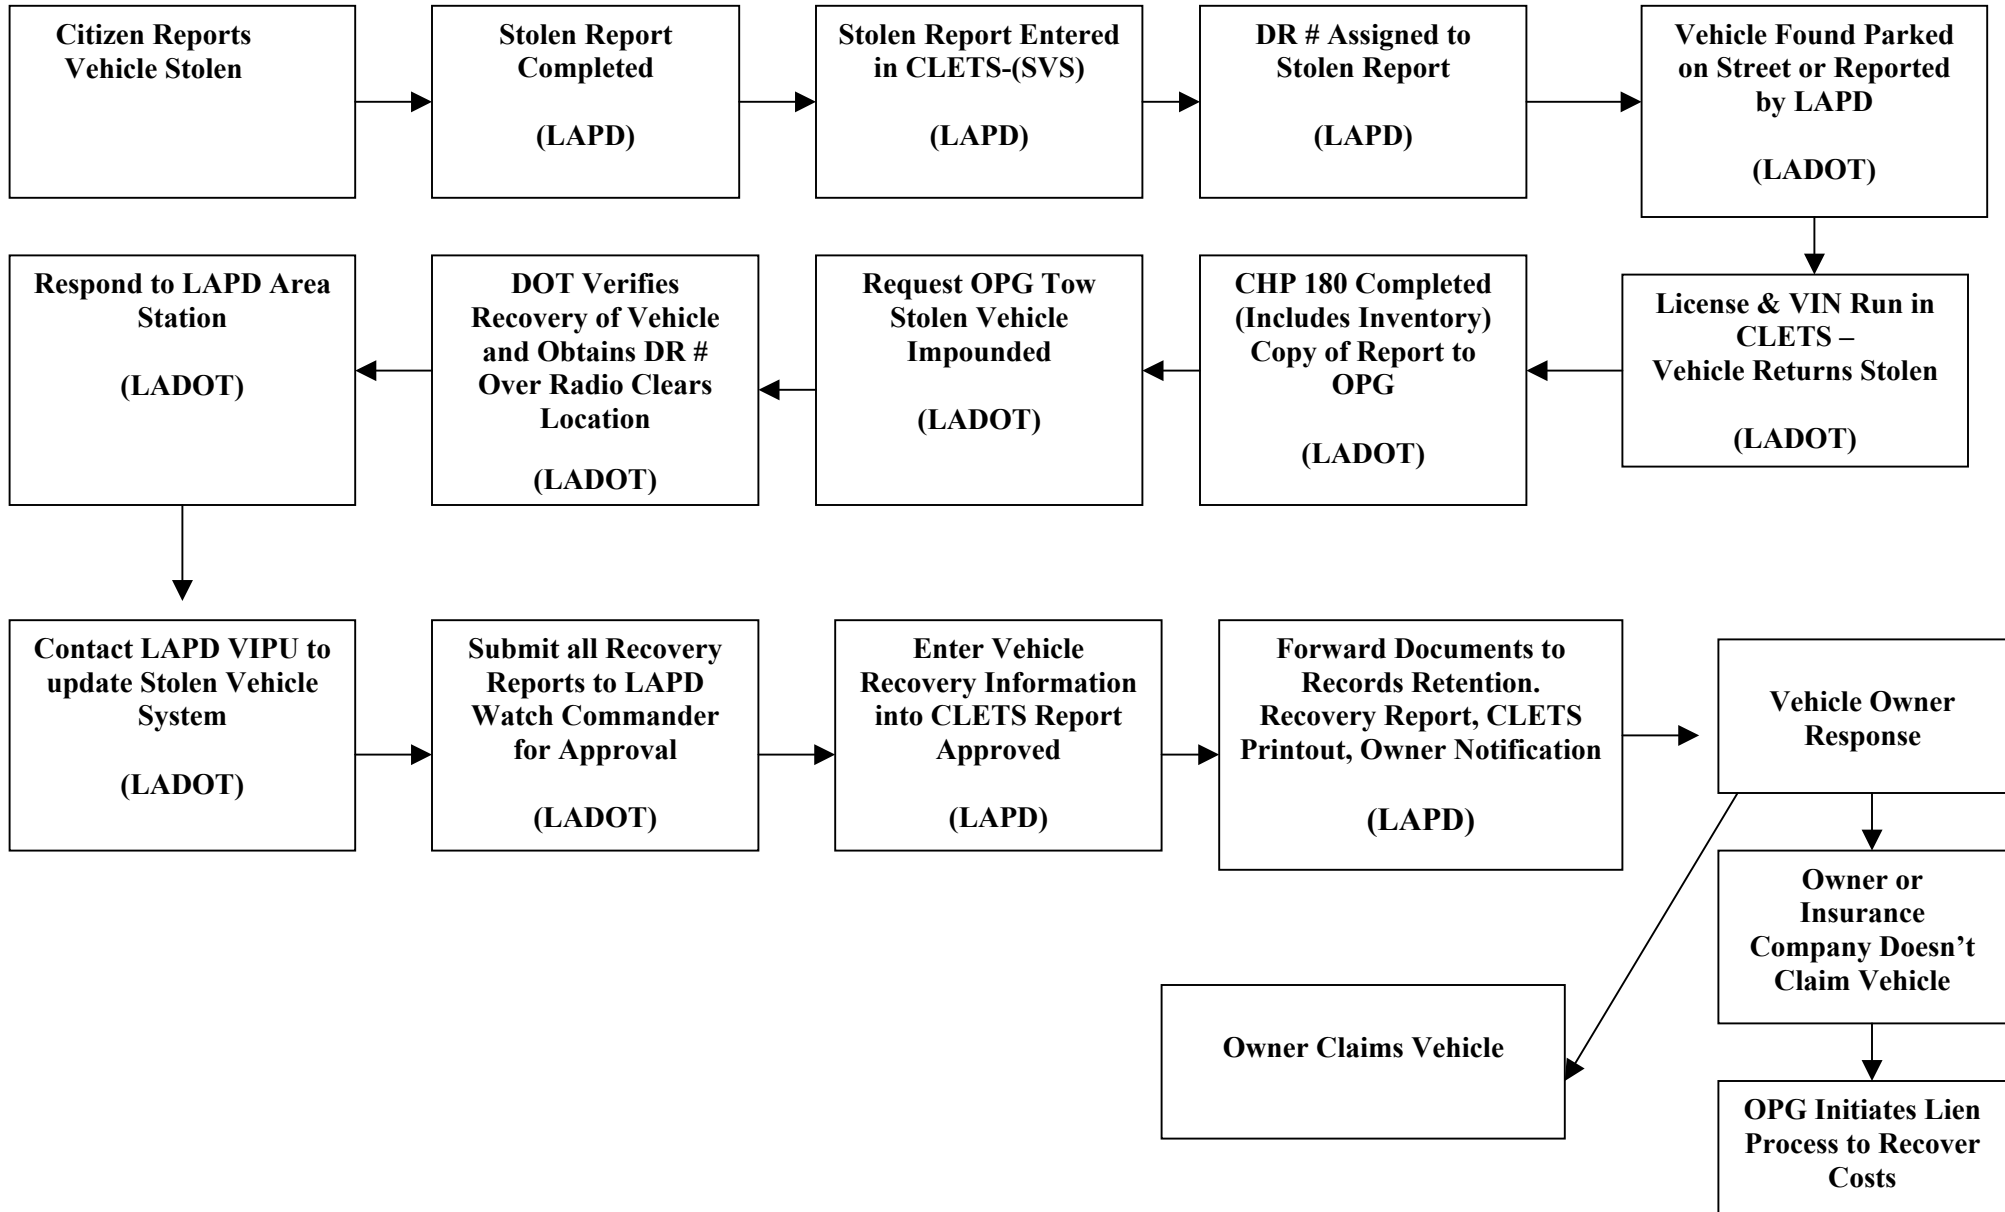 Citizen Reports
Vehicle Stolen
Stolen Report
Completed
(LAPD)
Stolen Report Entered
in CLETS-(SVS)
(LAPD)
DR # Assigned to
Stolen Report
(LAPD)
Vehicle Found Parked
on Street or Reported
by LAPD
(LADOT)
License & VIN Run in
CLETS –
Vehicle Returns Stolen
(LADOT)
CHP 180 Completed
(Includes Inventory)
Copy of Report to
OPG
(LADOT)
Request OPG Tow
Stolen Vehicle
Impounded
(LADOT)
DOT Verifies
Recovery of Vehicle
and Obtains DR #
Over Radio Clears
Location
(LADOT)
Respond to LAPD Area
Station
(LADOT)
Contact LAPD VIPU to
update Stolen Vehicle
System
(LADOT)
Submit all Recovery
Reports to LAPD
Watch Commander
for Approval
(LADOT)
Enter Vehicle
Recovery Information
into CLETS Report
Approved
(LAPD)
Forward Documents to
Records Retention.
Recovery Report, CLETS
Printout, Owner Notification
(LAPD)
Vehicle Owner
Response
Owner Claims Vehicle
Owner or
Insurance
Company Doesn’t
Claim Vehicle
OPG Initiates Lien
Process to Recover
Costs